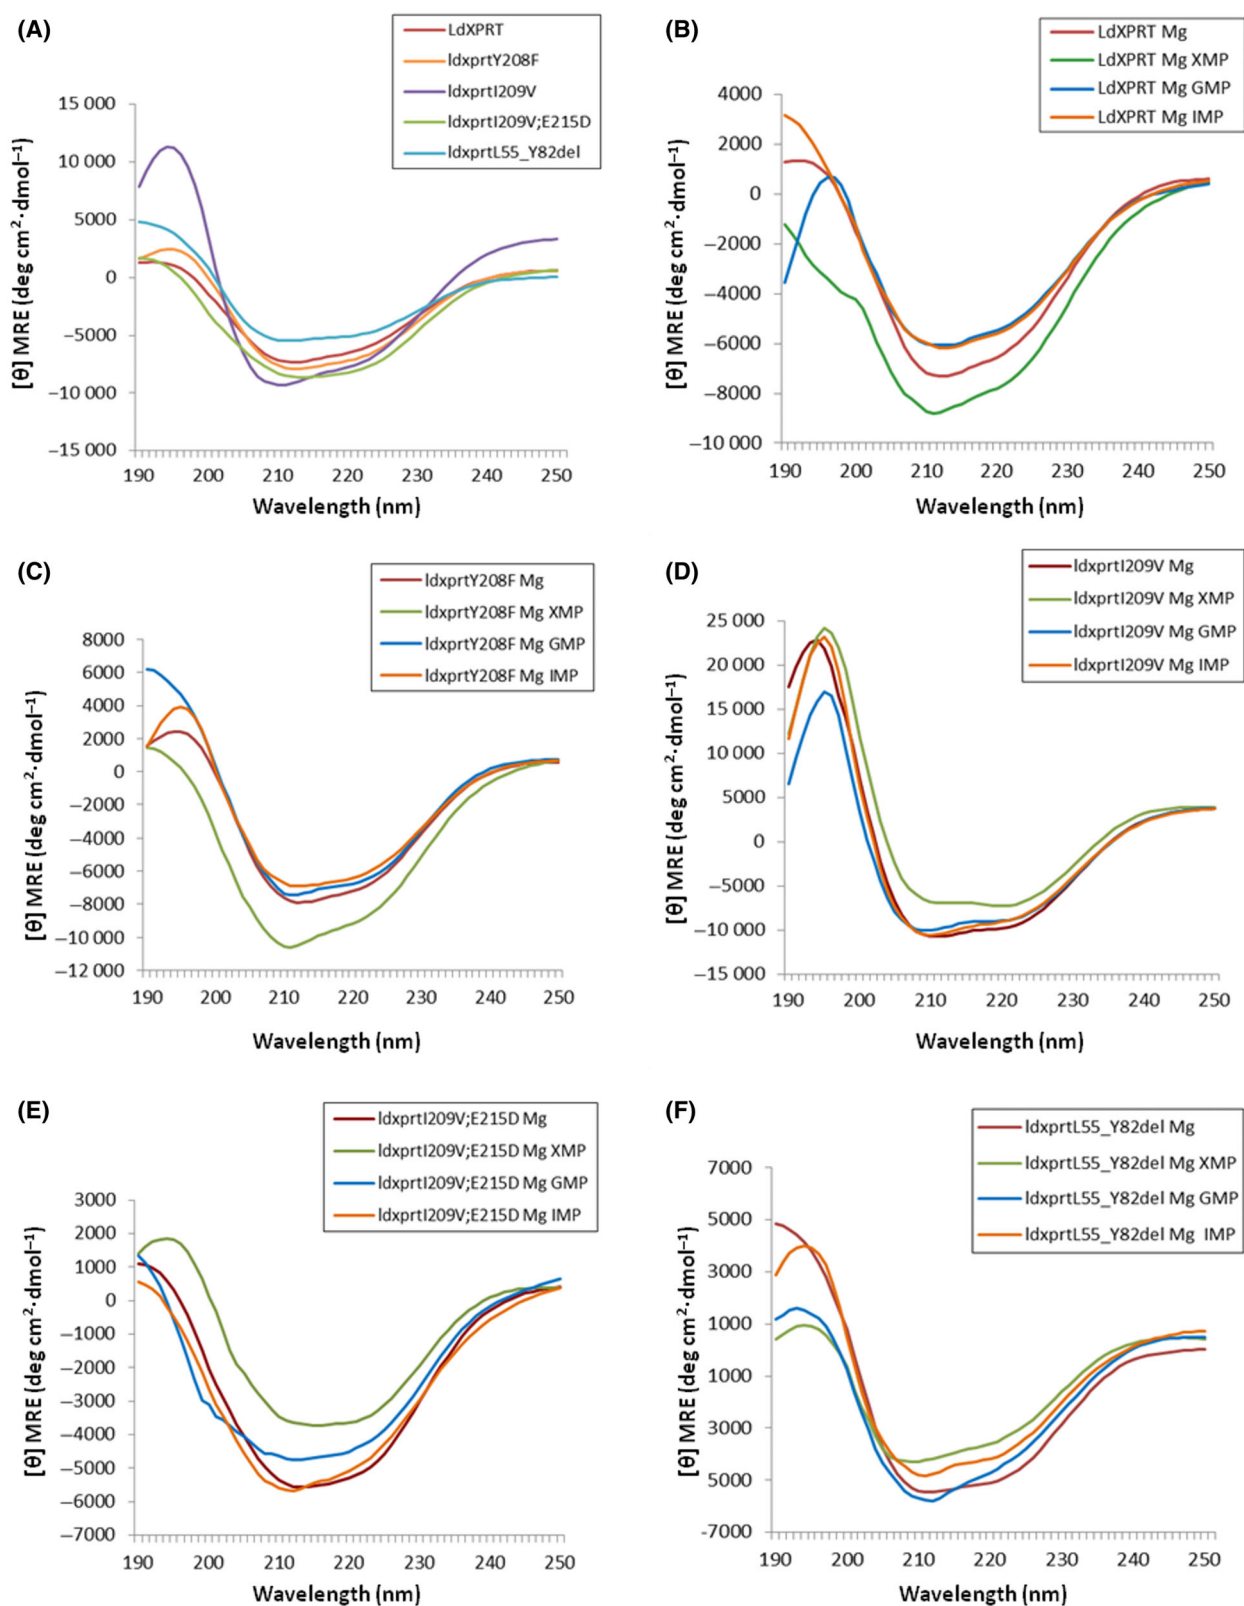 (A)
LdXPRT
ldxprtY208F
ldxprtI209V
ldxprtI209V;E215D
ldxprtL55_Y82del
15 000
10 000
5000
0
–5000
–10 000
–15 000
[θ] MRE (deg cm²·dmol⁻¹)
190 200 210 220 230 240 250
Wavelength (nm)
(B)
LdXPRT Mg
LdXPRT Mg XMP
LdXPRT Mg GMP
LdXPRT Mg IMP
4000
2000
0
–2000
–4000
–6000
–8000
–10 000
[θ] MRE (deg cm²·dmol⁻¹)
190 200 210 220 230 240 250
Wavelength (nm)
(C)
ldxprtY208F Mg
ldxprtY208F Mg XMP
ldxprtY208F Mg GMP
ldxprtY208F Mg IMP
8000
6000
4000
2000
0
–2000
–4000
–6000
–8000
–10 000
–12 000
[θ] MRE (deg cm²·dmol⁻¹)
190 200 210 220 230 240 250
Wavelength (nm)
(D)
ldxprtI209V Mg
ldxprtI209V Mg XMP
ldxprtI209V Mg GMP
ldxprtI209V Mg IMP
25 000
20 000
15 000
10 000
5000
0
–5000
–10 000
–15 000
[θ] MRE (deg cm²·dmol⁻¹)
190 200 210 220 230 240 250
Wavelength (nm)
(E)
ldxprtI209V;E215D Mg
ldxprtI209V;E215D Mg XMP
ldxprtI209V;E215D Mg GMP
ldxprtI209V;E215D Mg IMP
3000
2000
1000
0
–1000
–2000
–3000
–4000
–5000
–6000
–7000
[θ] MRE (deg cm²·dmol⁻¹)
190 200 210 220 230 240 250
Wavelength (nm)
(F)
ldxprtL55_Y82del Mg
ldxprtL55_Y82del Mg XMP
ldxprtL55_Y82del Mg GMP
ldxprtL55_Y82del Mg IMP
7000
5000
3000
1000
1000
3000
5000
-7000
[θ] MRE (deg cm²·dmol⁻¹)
190 200 210 220 230 240 250
Wavelength (nm)